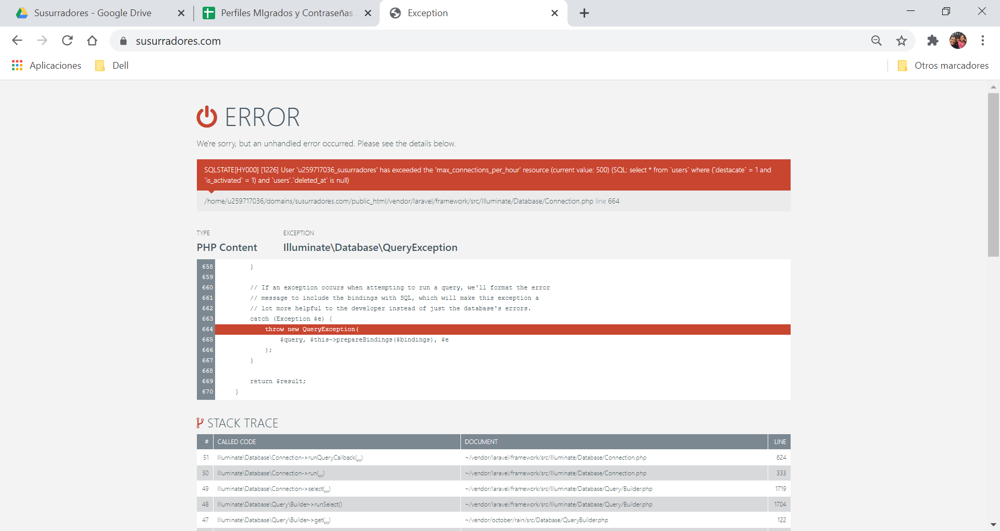 Susurradores - Google Drive
Perfiles MIgrados y Contraseñas
Exception
susurradores.com
Aplicaciones
Dell
Otros marcadores
ERROR
We're sorry, but an unhandled error occurred. Please see the details below.
SQLSTATE[HY000] [1226] User 'u259717036_susurradores' has exceeded the 'max_connections_per_hour' resource (current value: 500) (SQL: select * from `users` where (`destacate` = 1 and
`is_activated` = 1) and `users`.`deleted_at` is null)
/home/u259717036/domains/susurradores.com/public_html/vendor/laravel/framework/src/Illuminate/Database/Connection.php line 664
TYPE
EXCEPTION
PHP Content
Illuminate\Database\QueryException
658 }
659
660 // If an exception occurs when attempting to run a query, we'll format the error
661 // message to include the bindings with SQL, which will make this exception a
662 // lot more helpful to the developer instead of just the database's errors.
663 catch (Exception $e) {
664 throw new QueryException(
665 $query, $this->prepareBindings($bindings), $e
666 );
667 }
668
669 return $result;
670 }
STACK TRACE
# CALLED CODE DOCUMENT LINE
51 Illuminate\Database\Connection->runQueryCallback(...) ~/vendor/laravel/framework/src/Illuminate/Database/Connection.php 624
50 Illuminate\Database\Connection->run(...) ~/vendor/laravel/framework/src/Illuminate/Database/Connection.php 333
49 Illuminate\Database\Connection->select(...) ~/vendor/laravel/framework/src/Illuminate/Database/Query/Builder.php 1719
48 Illuminate\Database\Query\Builder->runSelect() ~/vendor/laravel/framework/src/Illuminate/Database/Query/Builder.php 1704
47 Illuminate\Database\Query\Builder->get(...) ~/vendor/october/rain/src/Database/QueryBuilder.php 122